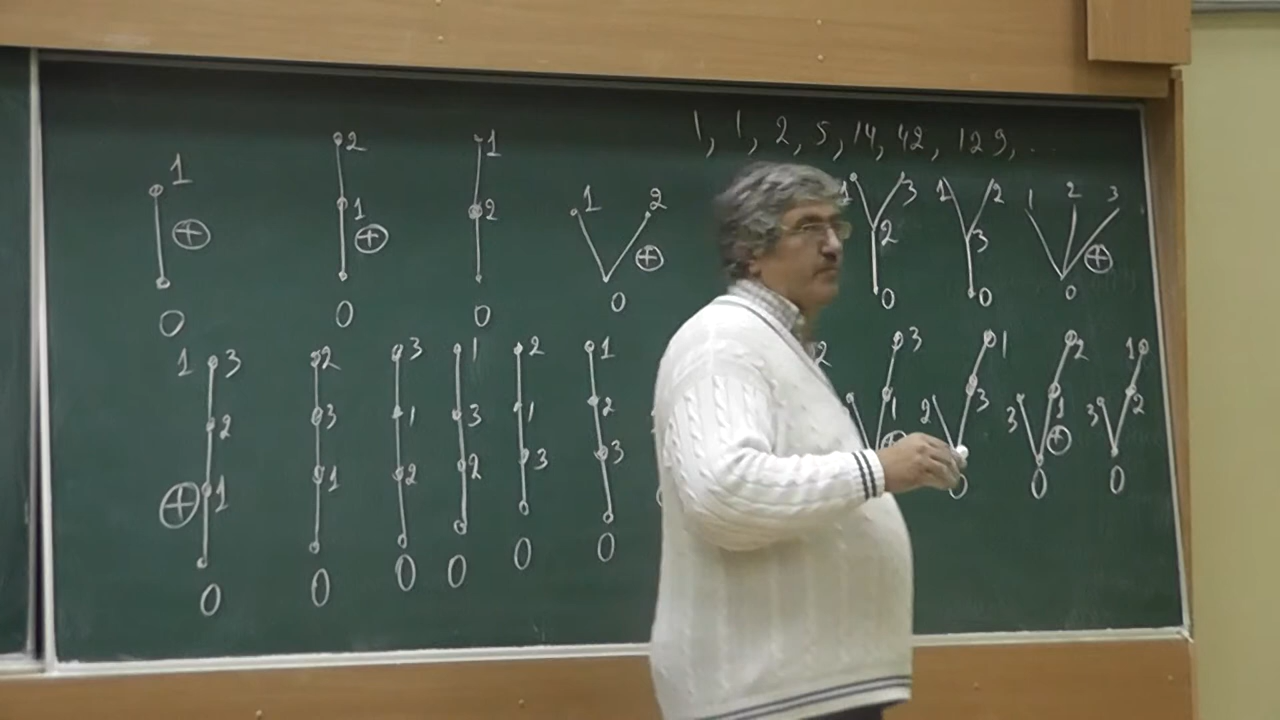 1, 1, 2, 5, 14, 42, 129, ...
1 ⊕ 0
2 1 ⊕ 0
1 2 0
1 2 ⊕ 0
1 3 2 0
1 2 3 0
1 2 3 ⊕ 0
1 3 2 ⊕ 1 0
2 3 1 0
3 1 2 0
1 3 2 0
2 1 3 0
1 2 3 0
2 3 1 ⊕
2 1 3 0
3 2 1 ⊕ 0
3 1 2 0